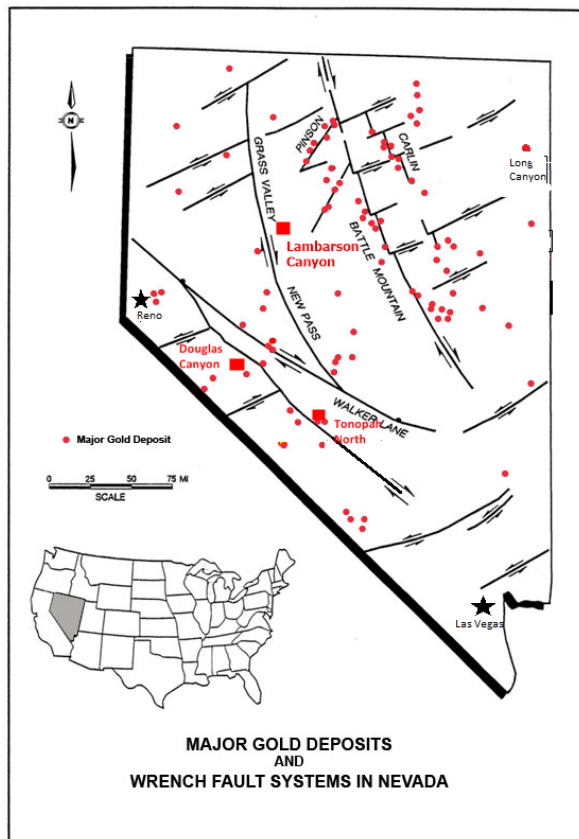 N
PINSON
CARLIN
GRASS VALLEY
Long
Canyon
Lambarson
Canyon
BATTLE MOUNTAIN
NEW PASS
Reno
Douglas
Canyon
WALKER LANE
Tonopah
North
Major Gold Deposit
0 25 50 75 MI
SCALE
Las Vegas
MAJOR GOLD DEPOSITS
AND
WRENCH FAULT SYSTEMS IN NEVADA